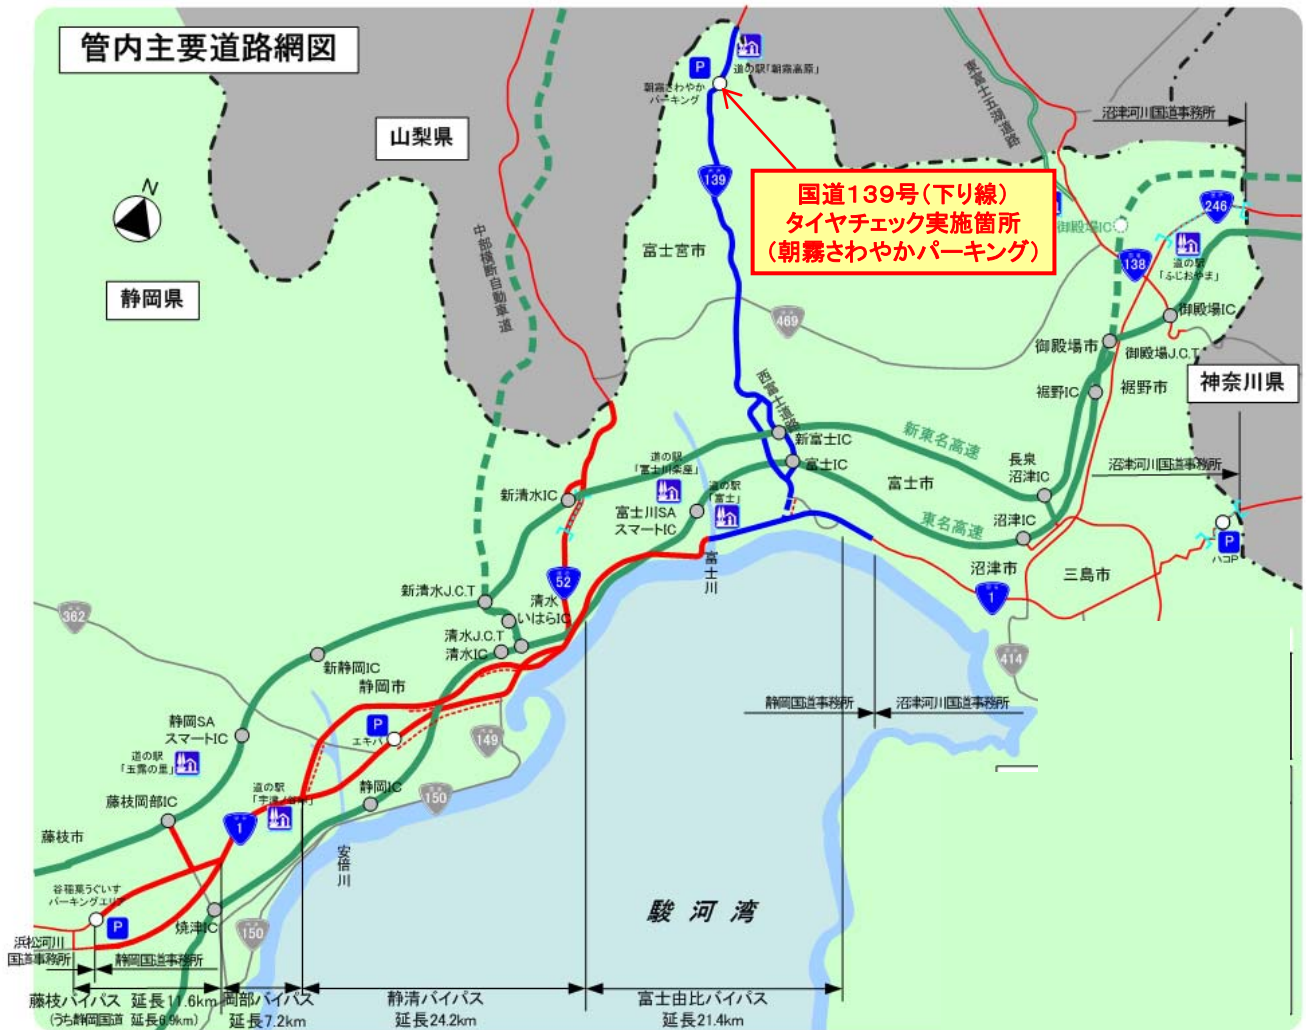 管内主要道路網図
山梨県
静岡県
神奈川県
N
P
道の駅「朝霧高原」
朝霧さわやか
パーキング
国道139号(下り線)
タイヤチェック実施箇所
(朝霧さわやかパーキング)
139
富士宮市
中部横断自動車道
東富士五湖道路
沼津河川国道事務所
246
御殿場IC
138
道の駅
「ふじおやま」
御殿場IC
469
御殿場市
御殿場J.C.T
裾野IC
裾野市
西富士道路
新富士IC
新東名高速
富士IC
長泉
沼津IC
沼津河川国道事務所
道の駅
「富士川楽座」
道の駅
「富士」
新清水IC
富士川SA
スマートIC
富士市
東名高速
沼津IC
P
ハコP
富士川
沼津市
三島市
52
1
新清水J.C.T
清水
いはらIC
362
清水J.C.T
清水IC
新静岡IC
静岡市
414
静岡国道事務所
沼津河川国道事務所
静岡SA
スマートIC
P
エキパ
149
道の駅
「玉露の里」
道の駅
静岡IC
150
藤枝岡部IC
1
藤枝市
安倍川
谷稲葉うぐいす
パーキングエリア
P
焼津IC
150
駿河湾
浜松河川
国道事務所
静岡国道事務所
藤枝バイパス 延長11.6km
(うち静岡国道 延長6.9km)
岡部バイパス
延長7.2km
静清バイパス
延長24.2km
富士由比バイパス
延長21.4km